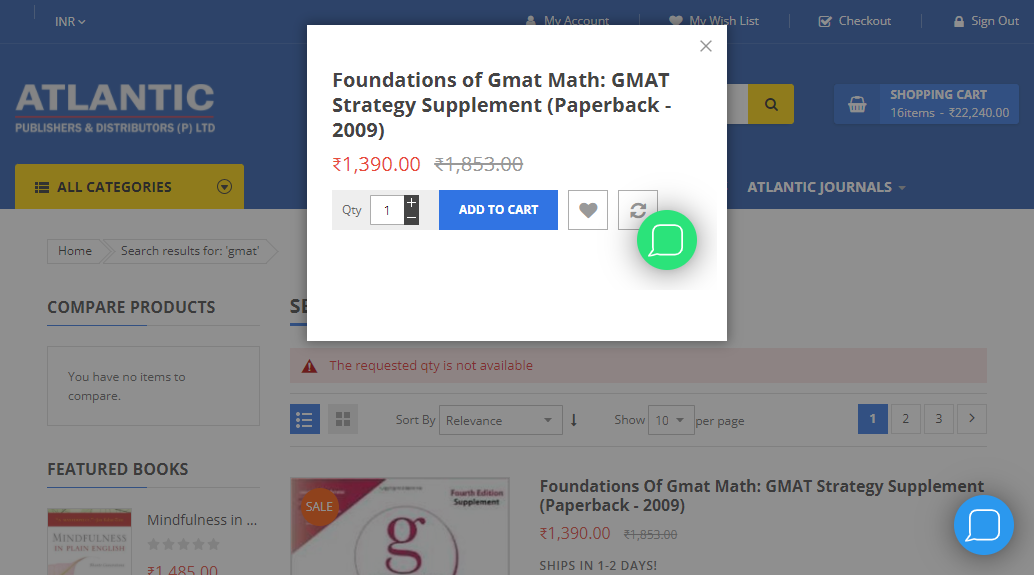 INR
My Account
My Wish List
Checkout
Sign Out
ATLANTIC
PUBLISHERS & DISTRIBUTORS (P) LTD
SHOPPING CART
16items - ₹22,240.00
ALL CATEGORIES
ATLANTIC JOURNALS
Foundations of Gmat Math: GMAT
Strategy Supplement (Paperback -
2009)
₹1,390.00 ₹1,853.00
Qty 1 + −
ADD TO CART
Home
Search results for: 'gmat'
COMPARE PRODUCTS
You have no items to
compare.
SE
The requested qty is not available
Sort By Relevance
Show 10 per page
1 2 3
FEATURED BOOKS
MINDFULNESS
IN PLAIN ENGLISH
Mindfulness in ...
₹1,485.00
SALE
Fourth Edition
Supplement
g
Foundations Of Gmat Math: GMAT Strategy Supplement
(Paperback - 2009)
₹1,390.00 ₹1,853.00
SHIPS IN 1-2 DAYS!